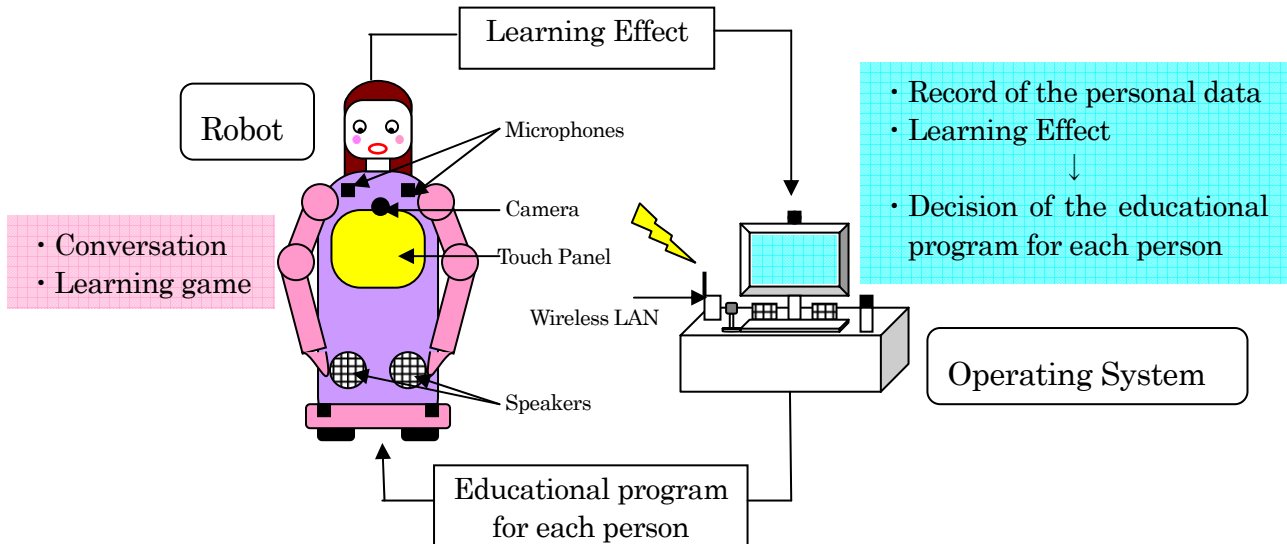 Learning Effect
Robot
Microphones
Camera
Touch Panel
Wireless LAN
Speakers
・Conversation
・Learning game
・Record of the personal data
・Learning Effect
↓
・Decision of the educational
program for each person
Operating System
Educational program
for each person